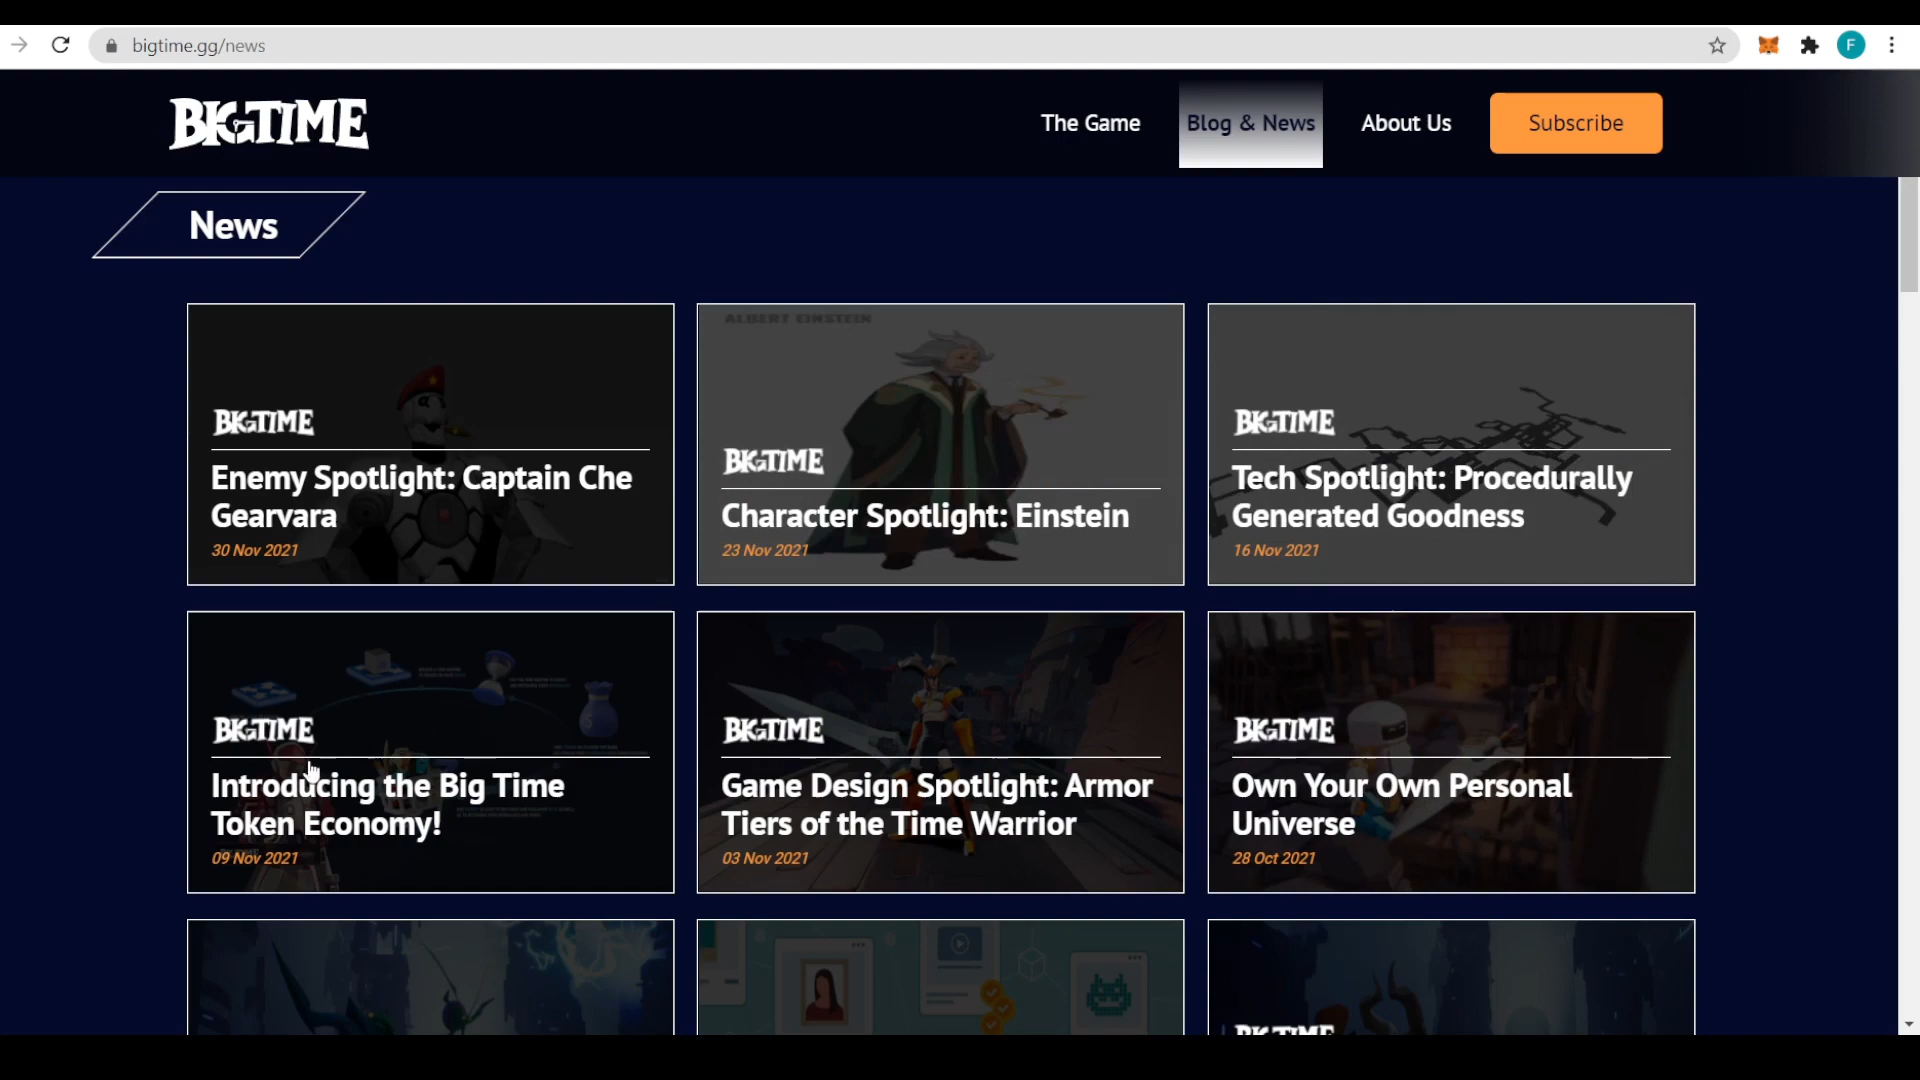 bigtime.gg/news
F
BIGTIME
The Game
Blog & News
About Us
Subscribe
News
BIGTIME
Enemy Spotlight: Captain Che
Gearvara
30 Nov 2021
ALBERT EINSTEIN
BIGTIME
Character Spotlight: Einstein
23 Nov 2021
BIGTIME
Tech Spotlight: Procedurally
Generated Goodness
16 Nov 2021
BIGTIME
Introducing the Big Time
Token Economy!
09 Nov 2021
BIGTIME
Game Design Spotlight: Armor
Tiers of the Time Warrior
03 Nov 2021
BIGTIME
Own Your Own Personal
Universe
28 Oct 2021
BIGTIME